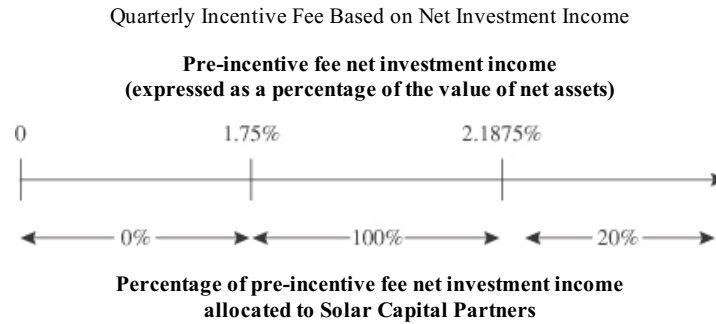 Quarterly Incentive Fee Based on Net Investment Income
Pre-incentive fee net investment income
(expressed as a percentage of the value of net assets)
0 1.75% 2.1875%
0% 100% 20%
Percentage of pre-incentive fee net investment income
allocated to Solar Capital Partners